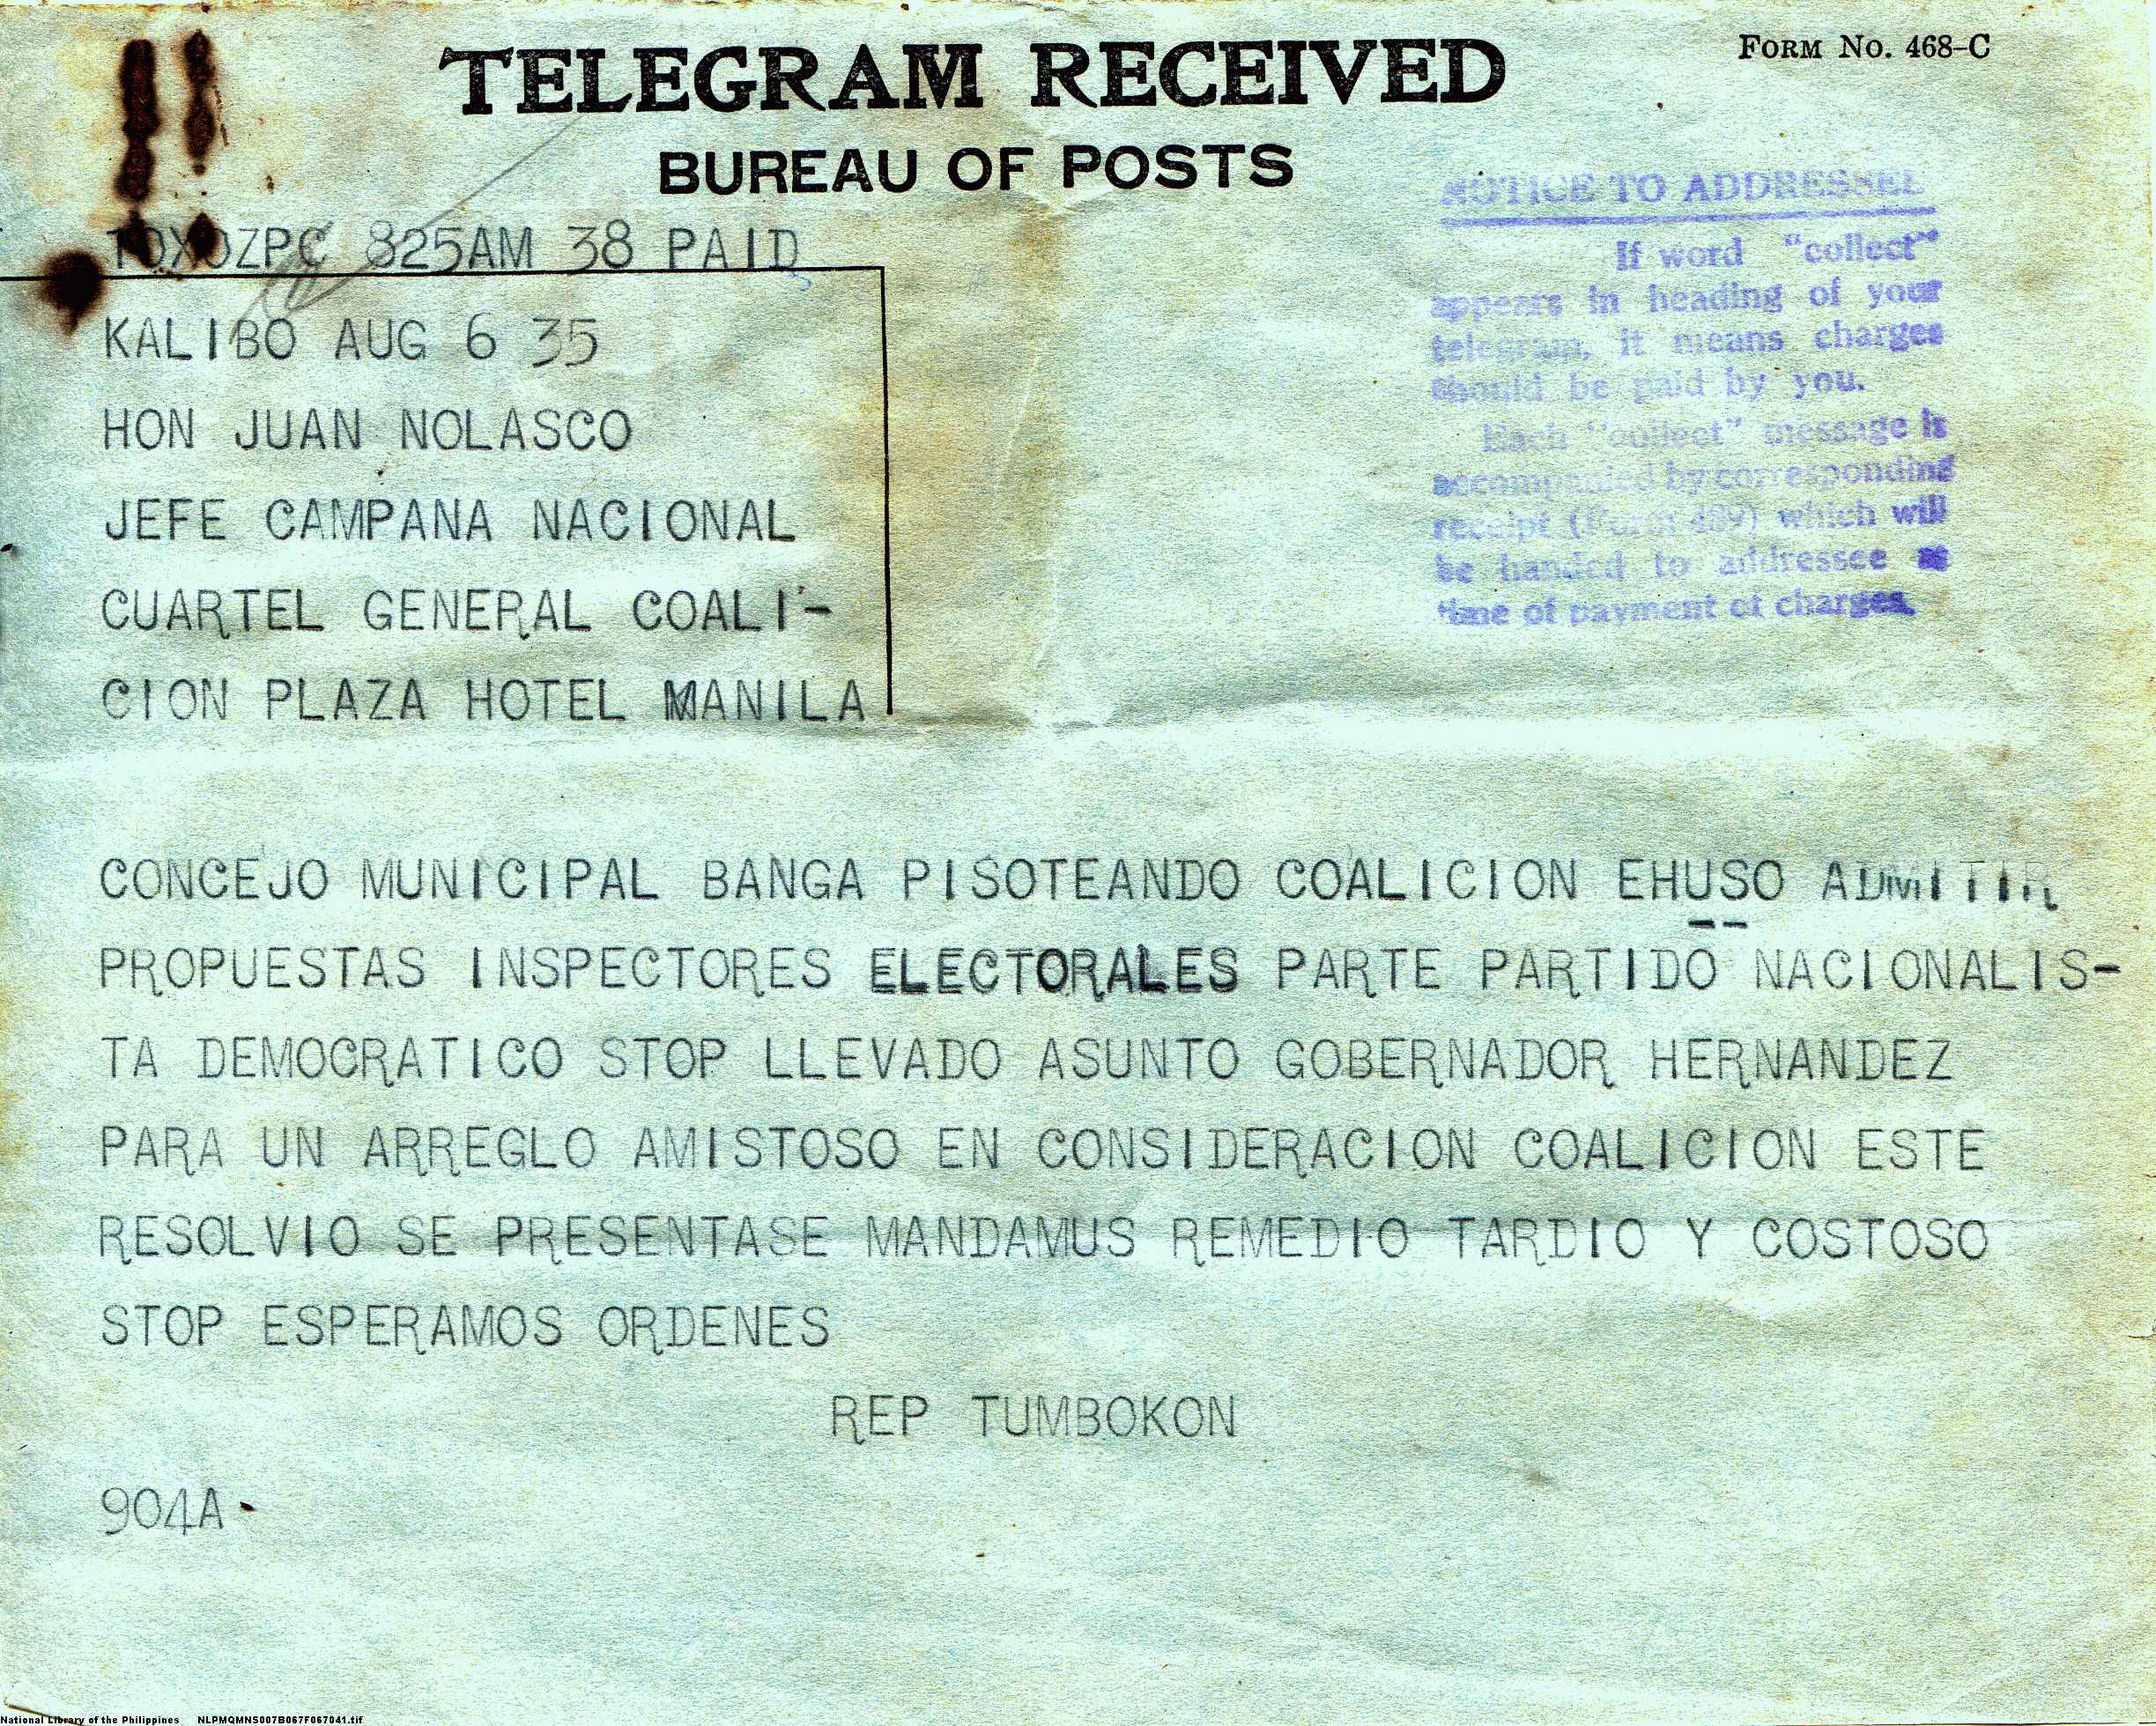 TELEGRAM RECEIVED
FORM NO. 468-C
BUREAU OF POSTS
825AM 38 PAID
KALIBO AUG 6 35
HON JUAN NOLASCO
JEFE CAMPANA NACIONAL
CUARTEL GENERAL COALI-
CION PLAZA HOTEL MANILA
NOTICE TO ADDRESSEE
If word "collect"
appears in heading of your
telegram, it means charges
should be paid by you.
Each "collect" message is
accompanied by corresponding
receipt (Form 489) which will
be handed to addressee at
time of payment of charges.
CONCEJO MUNICIPAL BANGA PISOTEANDO COALICION EHUSO ADMITIR
PROPUESTAS INSPECTORES ELECTORALES PARTE PARTIDO NACIONALIS-
TA DEMOCRATICO STOP LLEVADO ASUNTO GOBERNADOR HERNANDEZ
PARA UN ARREGLO AMISTOSO EN CONSIDERACION COALICION ESTE
RESOLVIO SE PRESENTASE MANDAMUS REMEDIO TARDIO Y COSTOSO
STOP ESPERAMOS ORDENES
REP TUMBOKON
904A-
National Library of the Philippines NLPMQMNS007B067F067041.tif